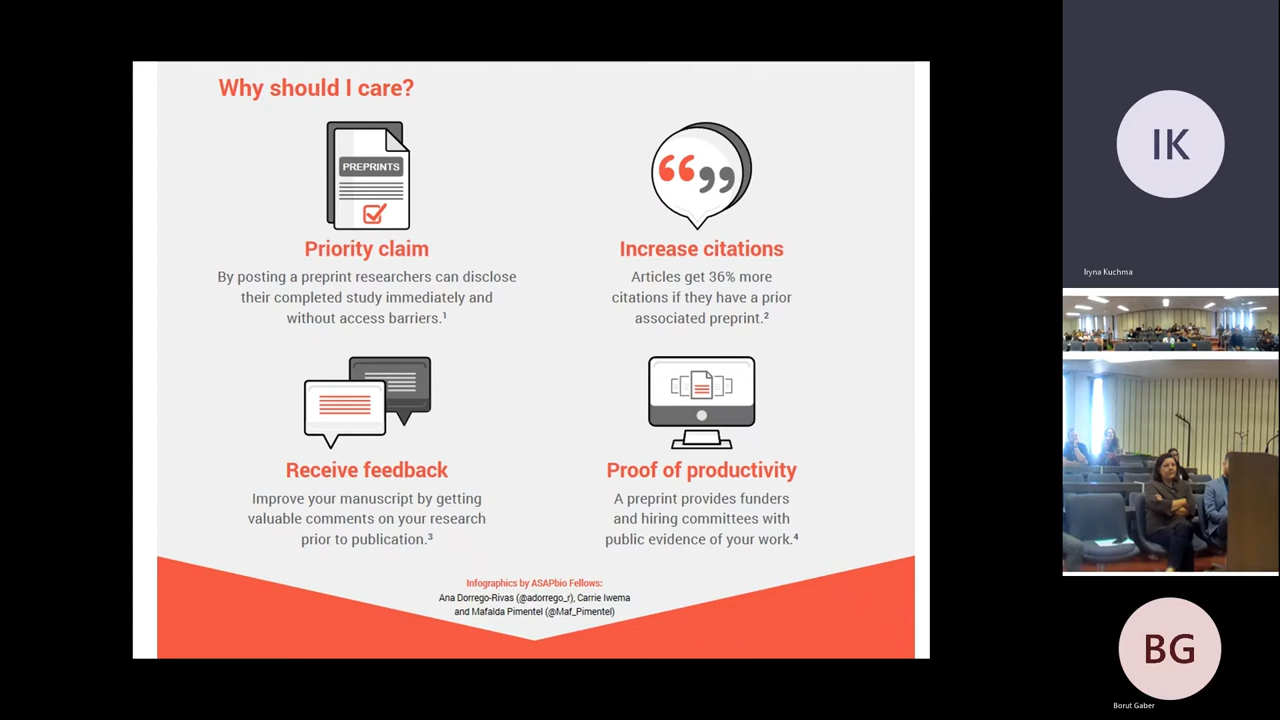 Why should I care?
PREPRINTS
Priority claim
By posting a preprint researchers can disclose
their completed study immediately and
without access barriers.¹
Increase citations
Articles get 36% more
citations if they have a prior
associated preprint.²
Receive feedback
Improve your manuscript by getting
valuable comments on your research
prior to publication.³
Proof of productivity
A preprint provides funders
and hiring committees with
public evidence of your work.⁴
Infographics by ASAPbio Fellows:
Ana Dorrego-Rivas (@adorrego_r), Carrie Iwema
and Mafalda Pimentel (@Maf_Pimentel)
IK
Iryna Kuchma
BG
Borut Gaber